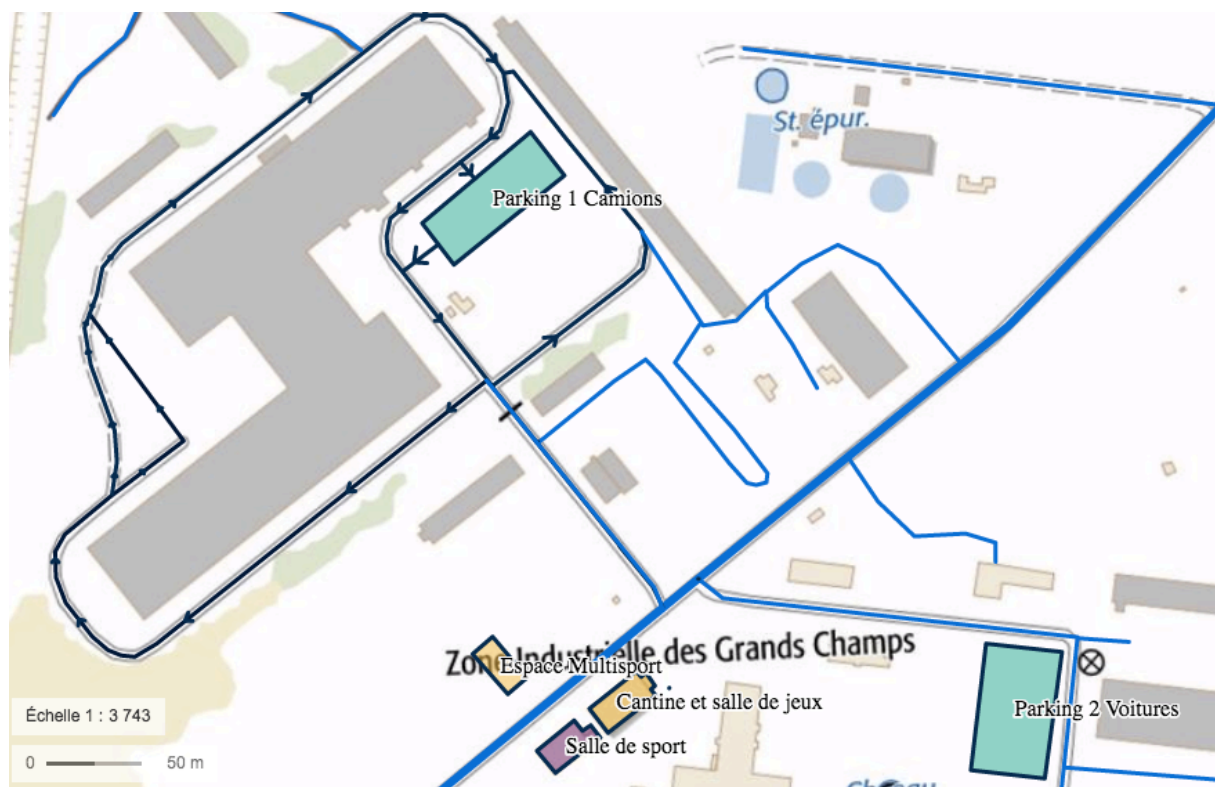 St. épur.
Parking 1 Camions
Zone Industrielle des Grands Champs
Espace Multisport
Cantine et salle de jeux
Parking 2 Voitures
Échelle 1 : 3 743
Salle de sport
0 50 m